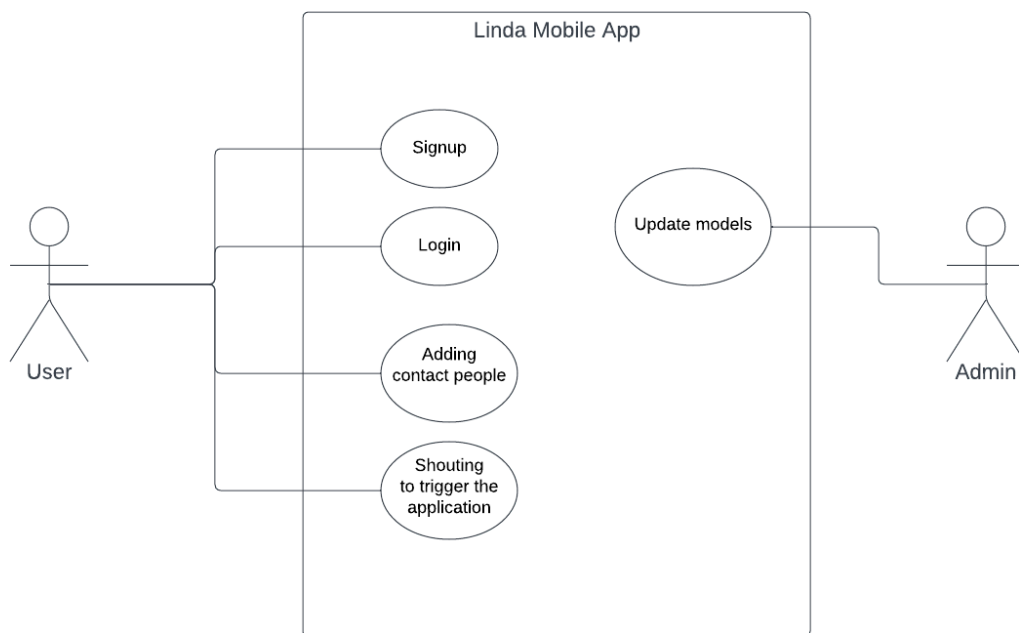 Linda Mobile App
Signup
Login
Update models
Adding
contact people
Shouting
to trigger the
application
User
Admin